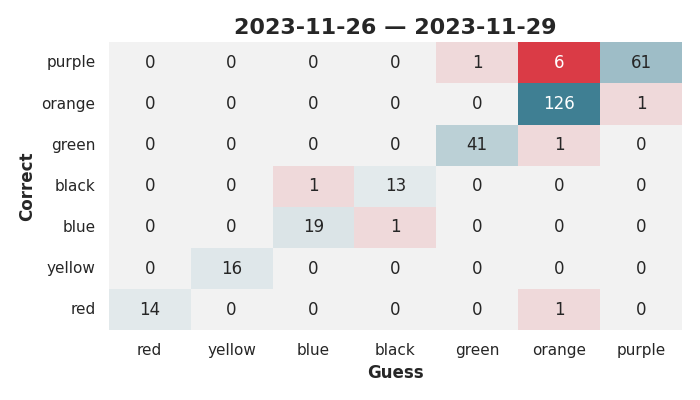 2023-11-26 — 2023-11-29
purple 0 0 0 0 1 6 61
orange 0 0 0 0 0 126 1
green 0 0 0 0 41 1 0
black 0 0 1 13 0 0 0
blue 0 0 19 1 0 0 0
yellow 0 16 0 0 0 0 0
red 14 0 0 0 0 1 0
red yellow blue black green orange purple
Guess
Correct